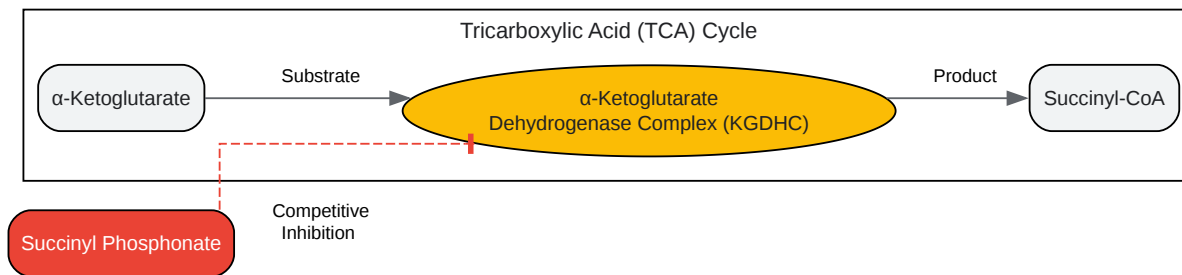 Tricarboxylic Acid (TCA) Cycle
α-Ketoglutarate
Substrate
α-Ketoglutarate
Dehydrogenase Complex (KGDHC)
Product
Succinyl-CoA
Succinyl Phosphonate
Competitive
Inhibition